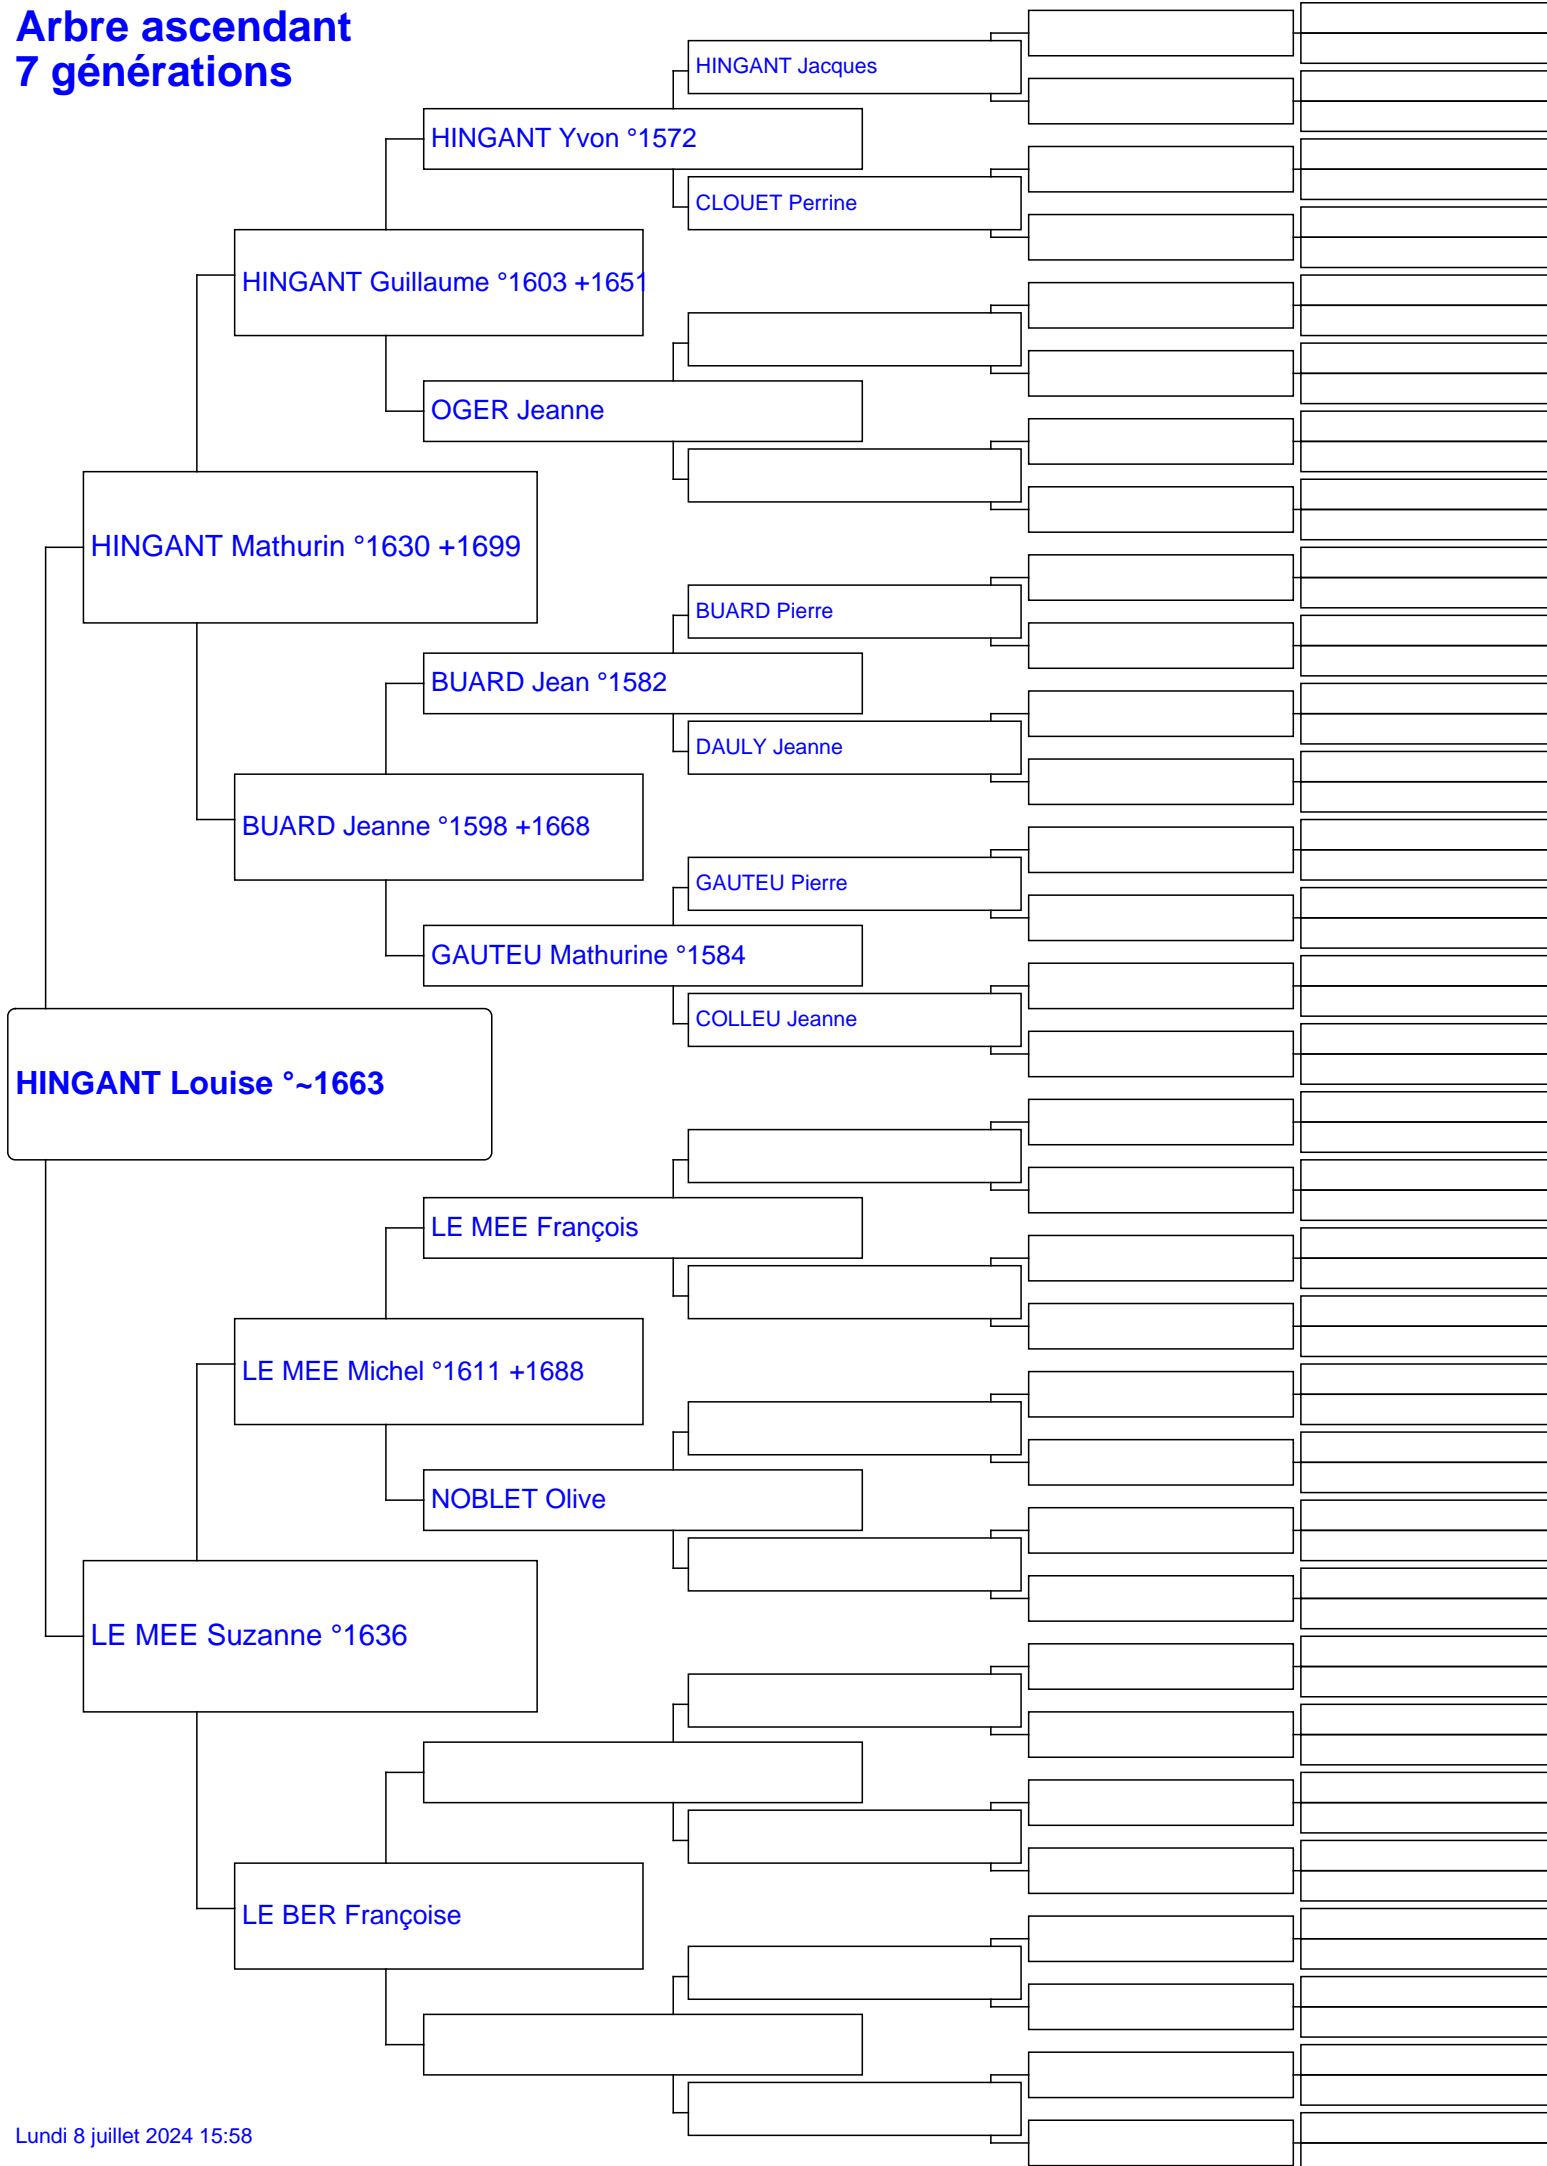 Arbre ascendant
7 générations
HINGANT Jacques
HINGANT Yvon °1572
CLOUET Perrine
HINGANT Guillaume °1603 +1651
OGER Jeanne
HINGANT Mathurin °1630 +1699
BUARD Pierre
BUARD Jean °1582
DAULY Jeanne
BUARD Jeanne °1598 +1668
GAUTEU Pierre
GAUTEU Mathurine °1584
COLLEU Jeanne
HINGANT Louise °~1663
LE MEE François
LE MEE Michel °1611 +1688
NOBLET Olive
LE MEE Suzanne °1636
LE BER Françoise
Lundi 8 juillet 2024 15:58